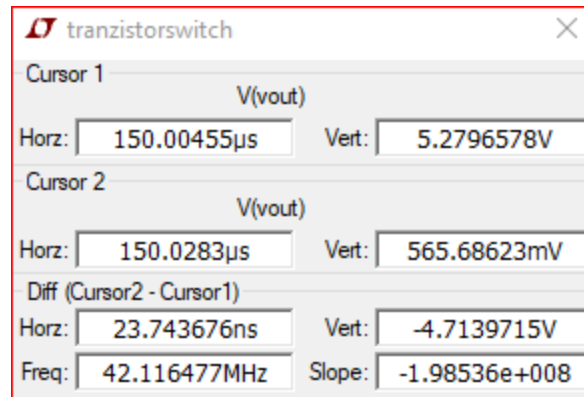 tranzistorswitch
Cursor 1
V(vout)
Horz: 150.00455µs Vert: 5.2796578V
Cursor 2
V(vout)
Horz: 150.0283µs Vert: 565.68623mV
Diff (Cursor2 - Cursor1)
Horz: 23.743676ns Vert: -4.7139715V
Freq: 42.116477MHz Slope: -1.98536e+008